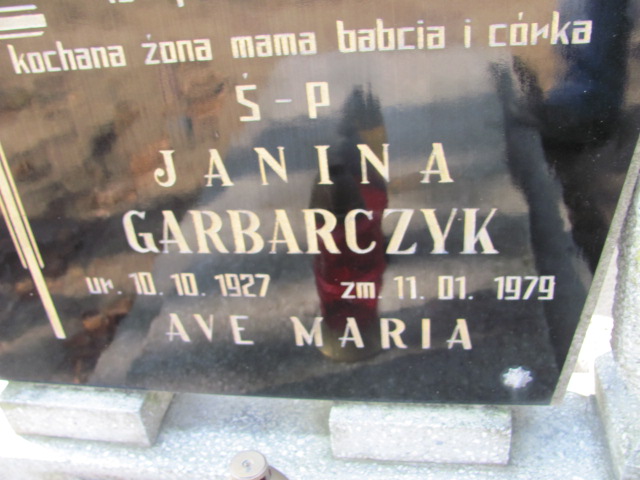 kochana żona mama babcia i córka
Ś-P
JANINA
GARBARCZYK
ur. 10. 10. 1927 zm. 11. 01. 1979
AVE MARIA